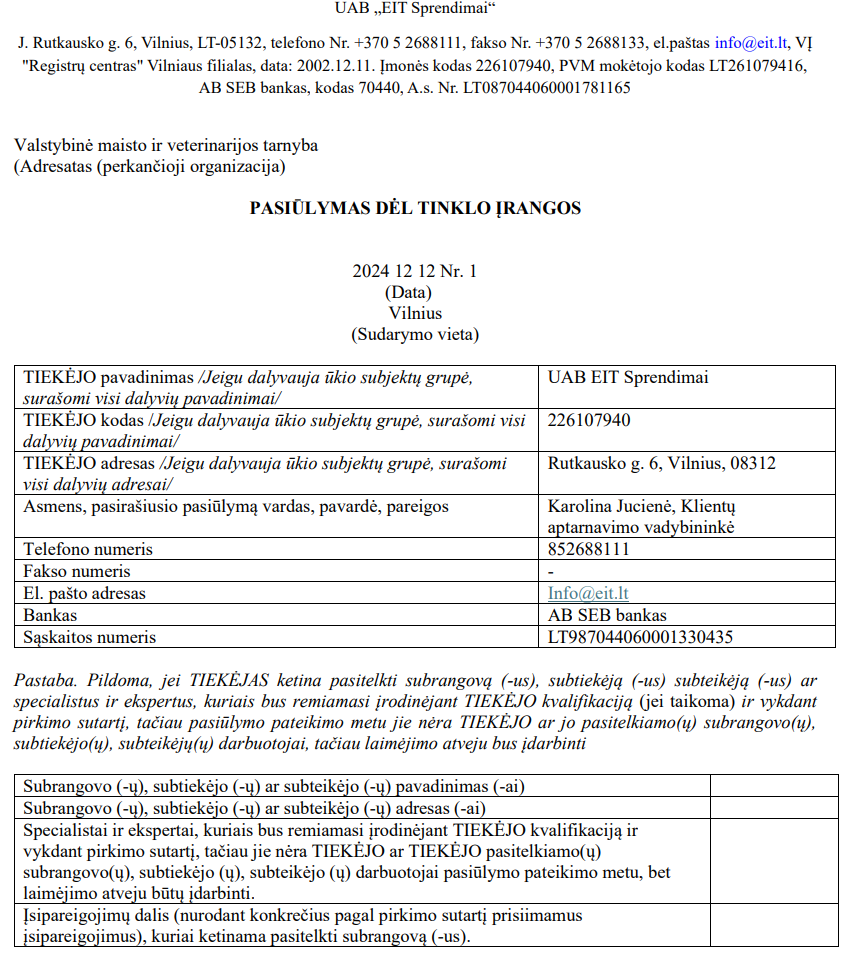 UAB „EIT Sprendimai“
J. Rutkausko g. 6, Vilnius, LT-05132, telefono Nr. +370 5 2688111, fakso Nr. +370 5 2688133, el.paštas info@eit.lt, VĮ
"Registrų centras" Vilniaus filialas, data: 2002.12.11. Įmonės kodas 226107940, PVM mokėtojo kodas LT261079416,
AB SEB bankas, kodas 70440, A.s. Nr. LT087044060001781165
Valstybinė maisto ir veterinarijos tarnyba
(Adresatas (perkančioji organizacija)
PASIŪLYMAS DĖL TINKLO ĮRANGOS
2024 12 12 Nr. 1
(Data)
Vilnius
(Sudarymo vieta)
TIEKĖJO pavadinimas /Jeigu dalyvauja ūkio subjektų grupė,
surašomi visi dalyvių pavadinimai/
UAB EIT Sprendimai
TIEKĖJO kodas /Jeigu dalyvauja ūkio subjektų grupė, surašomi visi
dalyvių pavadinimai/
226107940
TIEKĖJO adresas /Jeigu dalyvauja ūkio subjektų grupė, surašomi
visi dalyvių adresai/
Rutkausko g. 6, Vilnius, 08312
Asmens, pasirašiusio pasiūlymą vardas, pavardė, pareigos
Karolina Jucienė, Klientų
aptarnavimo vadybininkė
Telefono numeris
852688111
Fakso numeris
-
El. pašto adresas
Info@eit.lt
Bankas
AB SEB bankas
Sąskaitos numeris
LT987044060001330435
Pastaba. Pildoma, jei TIEKĖJAS ketina pasitelkti subrangovą (-us), subtiekėją (-us) subteikėją (-us) ar
specialistus ir ekspertus, kuriais bus remiamasi įrodinėjant TIEKĖJO kvalifikaciją (jei taikoma) ir vykdant
pirkimo sutartį, tačiau pasiūlymo pateikimo metu jie nėra TIEKĖJO ar jo pasitelkiamo(ų) subrangovo(ų),
subtiekėjo(ų), subteikėjų(ų) darbuotojai, tačiau laimėjimo atveju bus įdarbinti
Subrangovo (-ų), subtiekėjo (-ų) ar subteikėjo (-ų) pavadinimas (-ai)
Subrangovo (-ų), subtiekėjo (-ų) ar subteikėjo (-ų) adresas (-ai)
Specialistai ir ekspertai, kuriais bus remiamasi įrodinėjant TIEKĖJO kvalifikaciją ir
vykdant pirkimo sutartį, tačiau jie nėra TIEKĖJO ar TIEKĖJO pasitelkiamo(ų)
subrangovo(ų), subtiekėjo (ų), subteikėjo (ų) darbuotojai pasiūlymo pateikimo metu, bet
laimėjimo atveju būtų įdarbinti.
Įsipareigojimų dalis (nurodant konkrečius pagal pirkimo sutartį prisiimamus
įsipareigojimus), kuriai ketinama pasitelkti subrangovą (-us).